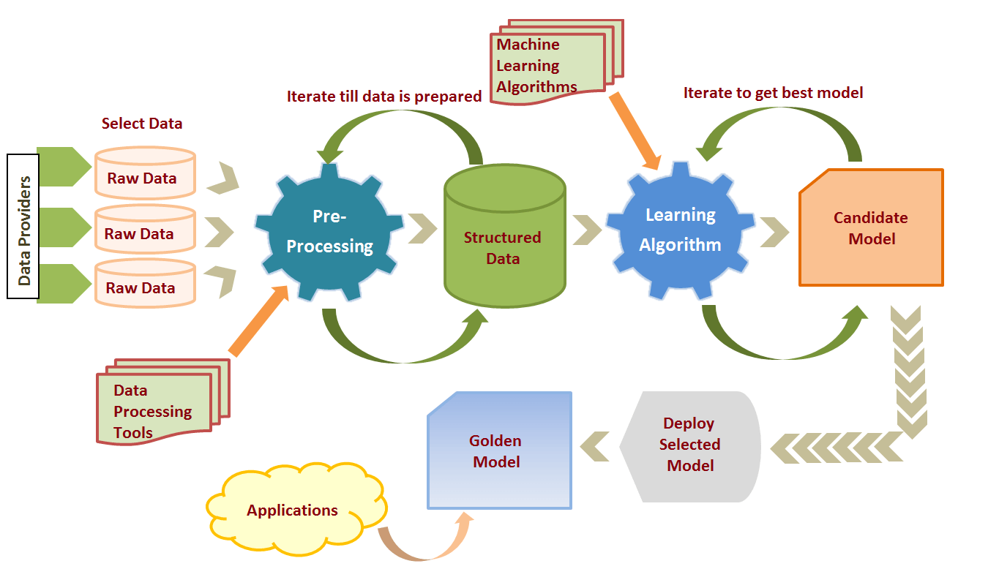 Machine
Learning
Algorithms
Iterate till data is prepared
Iterate to get best model
Select Data
Data Providers
Raw Data
Raw Data
Raw Data
Pre-
Processing
Structured
Data
Learning
Algorithm
Candidate
Model
Data
Processing
Tools
Golden
Model
Deploy
Selected
Model
Applications